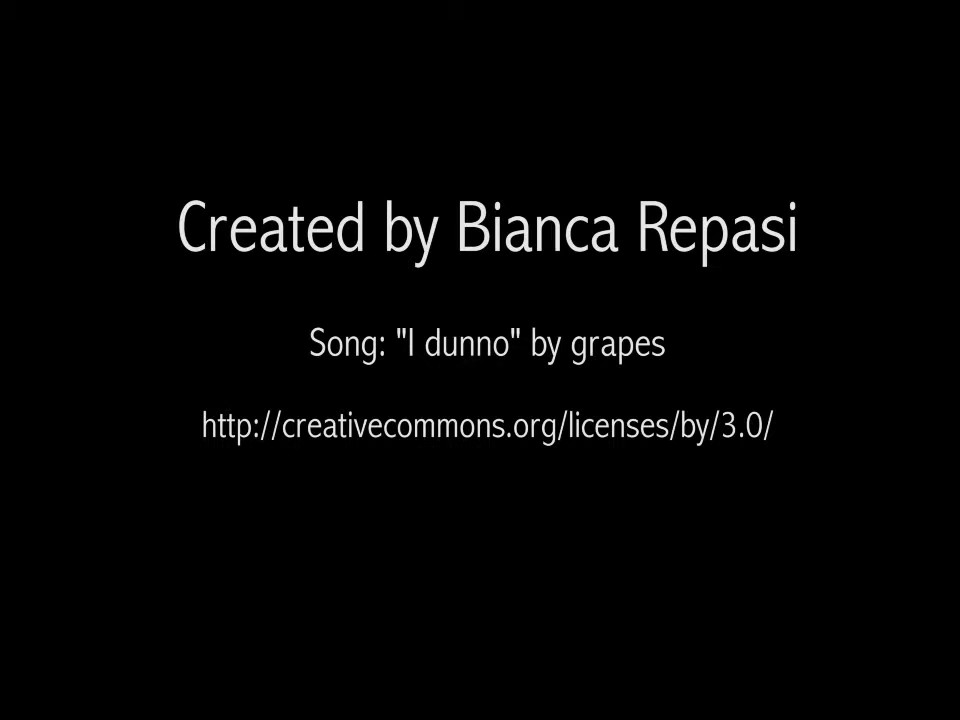 Created by Bianca Repasi
Song: "I dunno" by grapes
http://creativecommons.org/licenses/by/3.0/